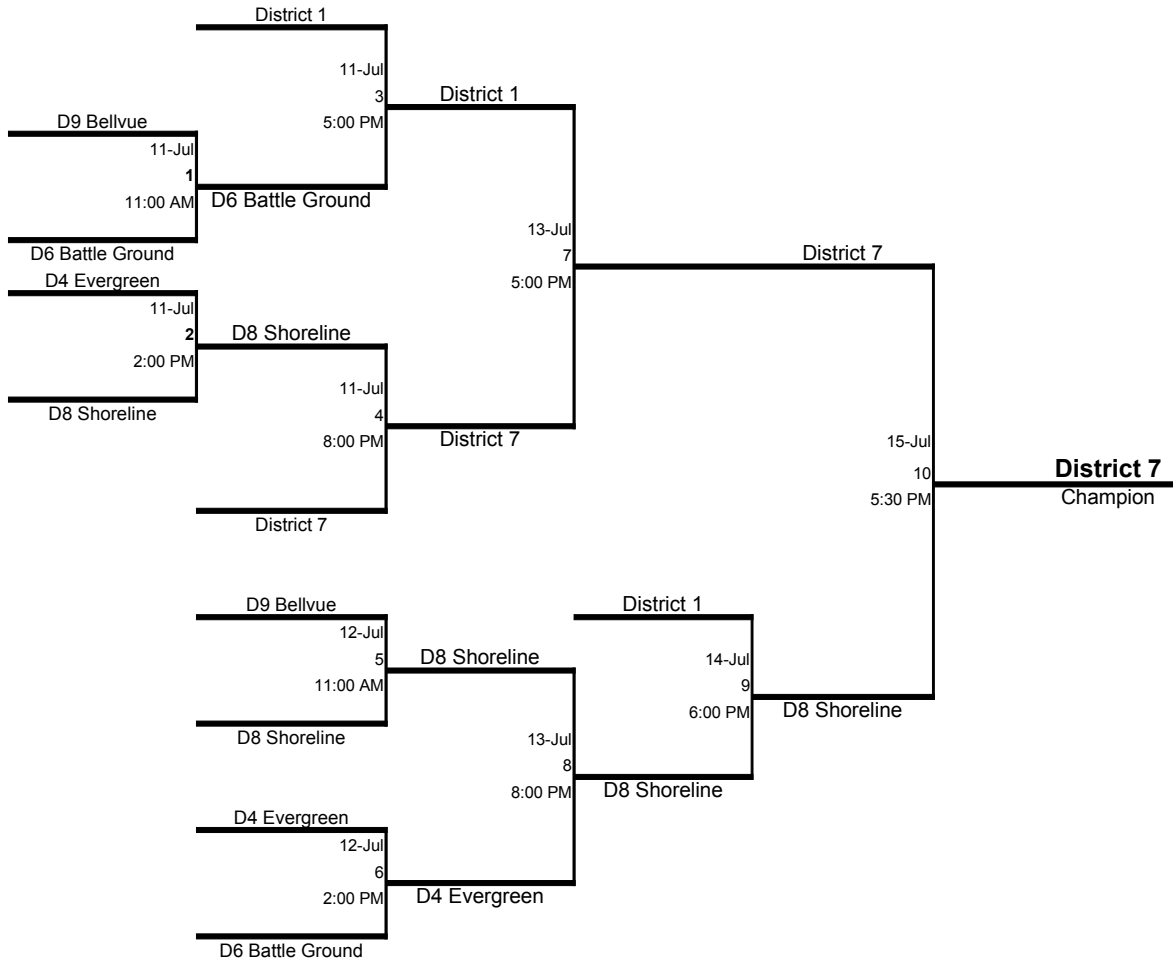 District 1
11-Jul
3
5:00 PM
District 1
D9 Bellvue
11-Jul
1
11:00 AM
D6 Battle Ground
D6 Battle Ground
13-Jul
7
5:00 PM
District 7
D4 Evergreen
11-Jul
2
2:00 PM
D8 Shoreline
D8 Shoreline
11-Jul
4
8:00 PM
District 7
District 7
15-Jul
10
5:30 PM
District 7
Champion
D9 Bellvue
12-Jul
5
11:00 AM
D8 Shoreline
D8 Shoreline
District 1
14-Jul
9
6:00 PM
D8 Shoreline
13-Jul
8
8:00 PM
D8 Shoreline
D4 Evergreen
12-Jul
6
2:00 PM
D4 Evergreen
D6 Battle Ground